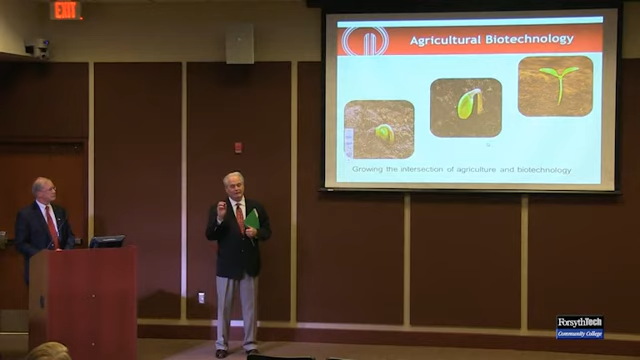 EXIT
Agricultural Biotechnology
Growing the intersection of agriculture and biotechnology
ForsythTech
Community College